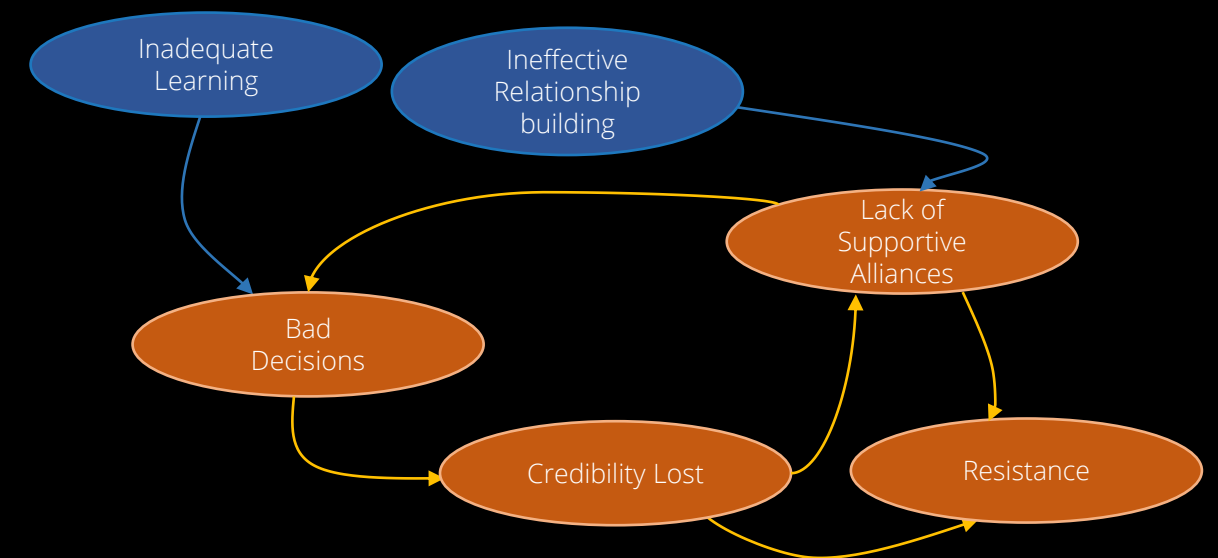 Inadequate
Learning
Ineffective
Relationship
building
Lack of
Supportive
Alliances
Bad
Decisions
Credibility Lost
Resistance